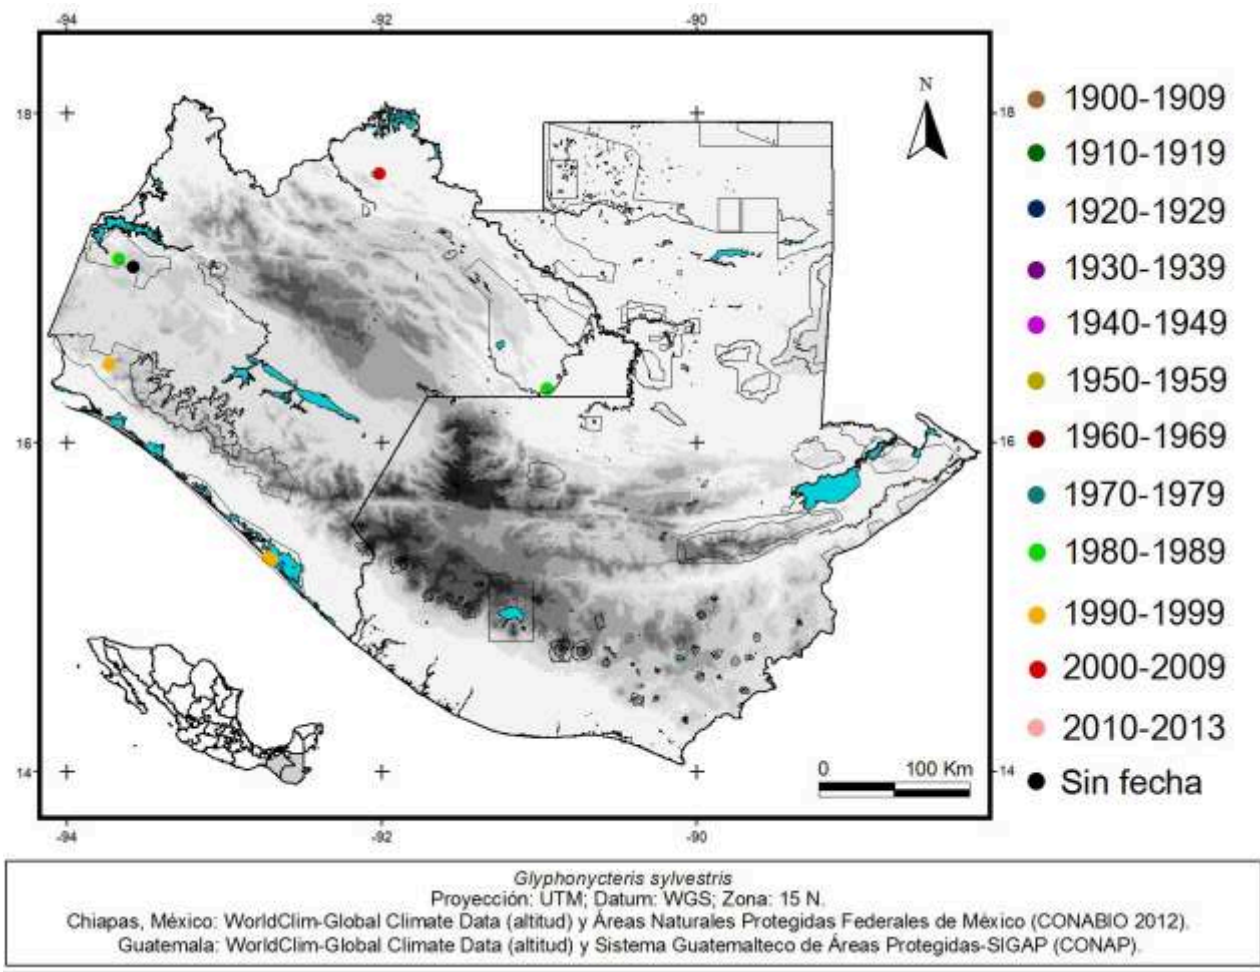 -94 -92 -90
N
18 18
16 16
14 14
0 100 Km
-94 -92 -90
1900-1909
1910-1919
1920-1929
1930-1939
1940-1949
1950-1959
1960-1969
1970-1979
1980-1989
1990-1999
2000-2009
2010-2013
Sin fecha
Glyphonycteris sylvestris
Proyección: UTM; Datum: WGS; Zona: 15 N.
Chiapas, México: WorldClim-Global Climate Data (altitud) y Áreas Naturales Protegidas Federales de México (CONABIO 2012).
Guatemala: WorldClim-Global Climate Data (altitud) y Sistema Guatemalteco de Áreas Protegidas-SIGAP (CONAP).